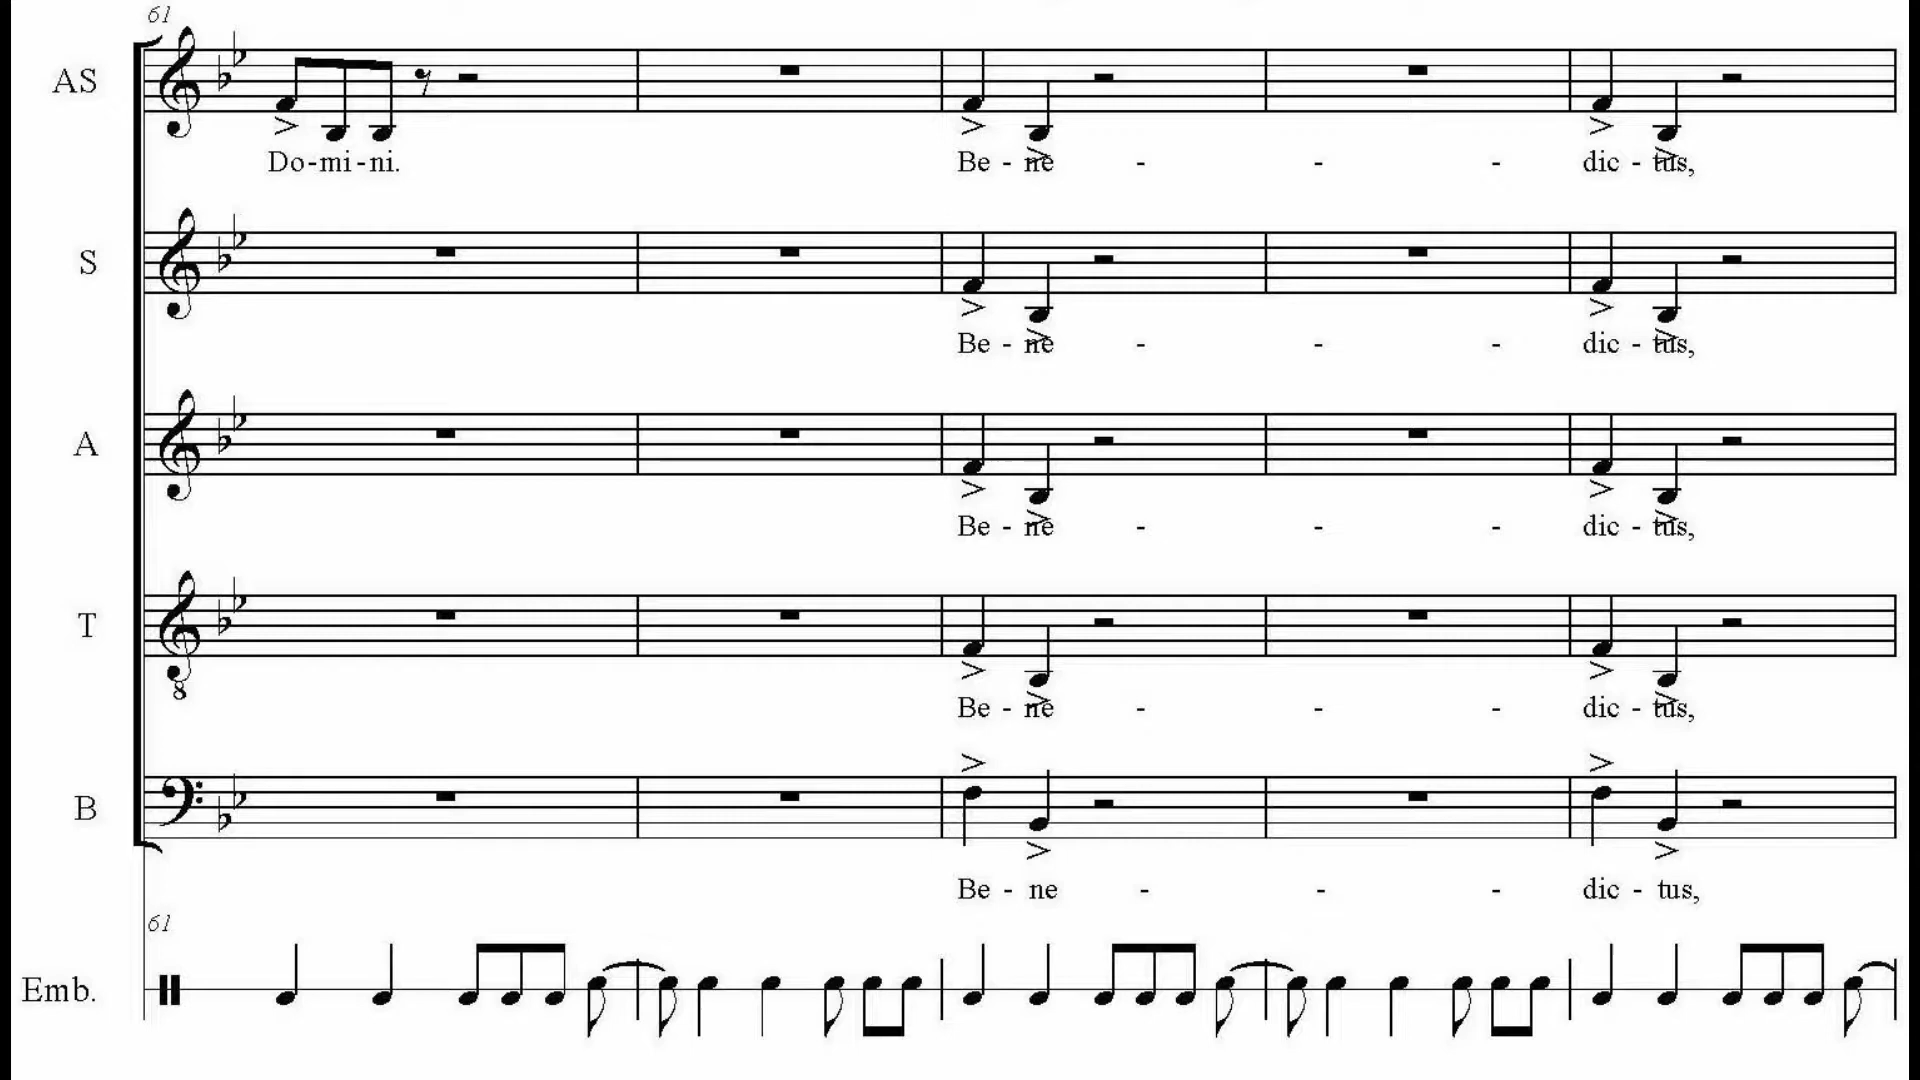 61
AS
Do-mi-ni. Be - ne - - - dic - tus,
S
Be - ne - - - dic - tus,
A
Be - ne - - - dic - tus,
T
8
Be - ne - - - dic - tus,
B
Be - ne - - - dic - tus,
61
Emb.